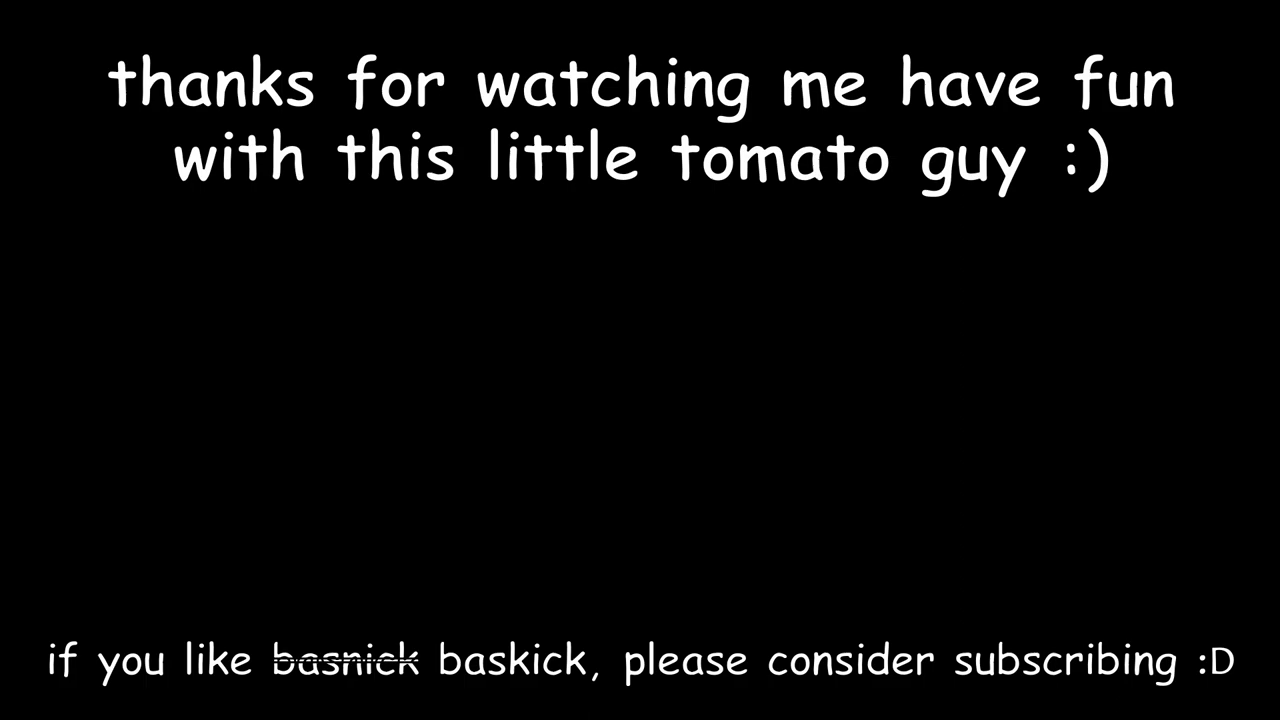 thanks for watching me have fun
with this little tomato guy :)
if you like basnick baskick, please consider subscribing :D